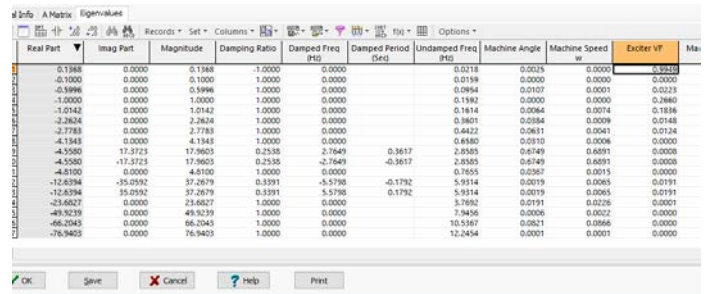 al Info A Matrix Eigenvalues
Records Set Columns f(x) Options
Real Part Imag Part Magnitude Damping Ratio Damped Freq (Hz) Damped Period (Sec) Undamped Freq (Hz) Machine Angle Machine Speed w Exciter VF Ma
0.1368 0.0000 0.1368 -1.0000 0.0000 0.0218 0.0025 0.0000 0.9949
-0.1000 0.0000 0.1000 1.0000 0.0000 0.0159 0.0000 0.0000 0.0000
-0.5996 0.0000 0.5996 1.0000 0.0000 0.0954 0.0107 0.0001 0.0223
-1.0000 0.0000 1.0000 1.0000 0.0000 0.1592 0.0000 0.0000 0.2660
-1.0142 0.0000 1.0142 1.0000 0.0000 0.1614 0.0064 0.0074 0.1836
-2.2624 0.0000 2.2624 1.0000 0.0000 0.3601 0.0384 0.0009 0.0148
-2.7783 0.0000 2.7783 1.0000 0.0000 0.4422 0.0631 0.0041 0.0124
-4.1343 0.0000 4.1343 1.0000 0.0000 0.6580 0.0310 0.0006 0.0000
-4.5580 17.3723 17.9603 0.2538 2.7649 0.3617 2.8585 0.6749 0.6891 0.0008
-4.5580 -17.3723 17.9603 0.2538 -2.7649 -0.3617 2.8585 0.6749 0.6891 0.0008
-4.8100 0.0000 4.8100 1.0000 0.0000 0.7655 0.0367 0.0015 0.0000
-12.6394 -35.0592 37.2679 0.3391 -5.5798 -0.1792 5.9314 0.0019 0.0065 0.0191
-12.6394 35.0592 37.2679 0.3391 5.5798 0.1792 5.9314 0.0019 0.0065 0.0191
-23.6827 0.0000 23.6827 1.0000 0.0000 3.7692 0.0191 0.0226 0.0001
-49.9239 0.0000 49.9239 1.0000 0.0000 7.9456 0.0006 0.0022 0.0000
-66.2043 0.0000 66.2043 1.0000 0.0000 10.5367 0.0821 0.0866 0.0000
-76.9403 0.0000 76.9403 1.0000 0.0000 12.2454 0.0001 0.0001 0.0000
OK Save Cancel Help Print